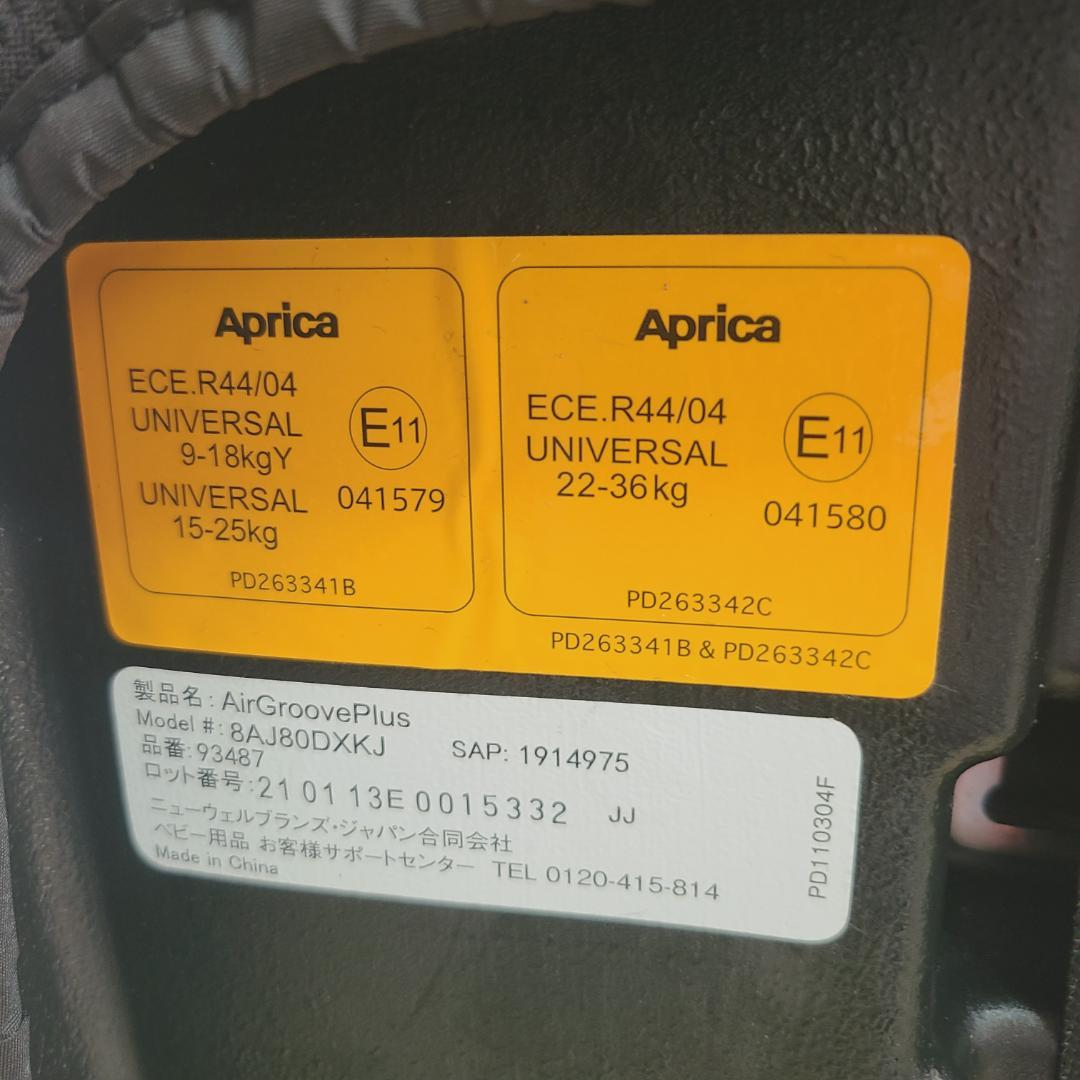 Aprica
ECE.R44/04
UNIVERSAL
9-18kgY
UNIVERSAL
15-25kg
E11
041579
PD263341B
Aprica
ECE.R44/04
UNIVERSAL
22-36kg
E11
041580
PD263342C
PD263341B & PD263342C
製品名: AirGroovePlus
Model #: 8AJ80DXKJ SAP: 1914975
品番: 93487
ロット番号: 21 01 13E 0015332 JJ
ニューウェルブランズ・ジャパン合同会社
ベビー用品 お客様サポートセンター TEL 0120-415-814
Made in China
PD110304F